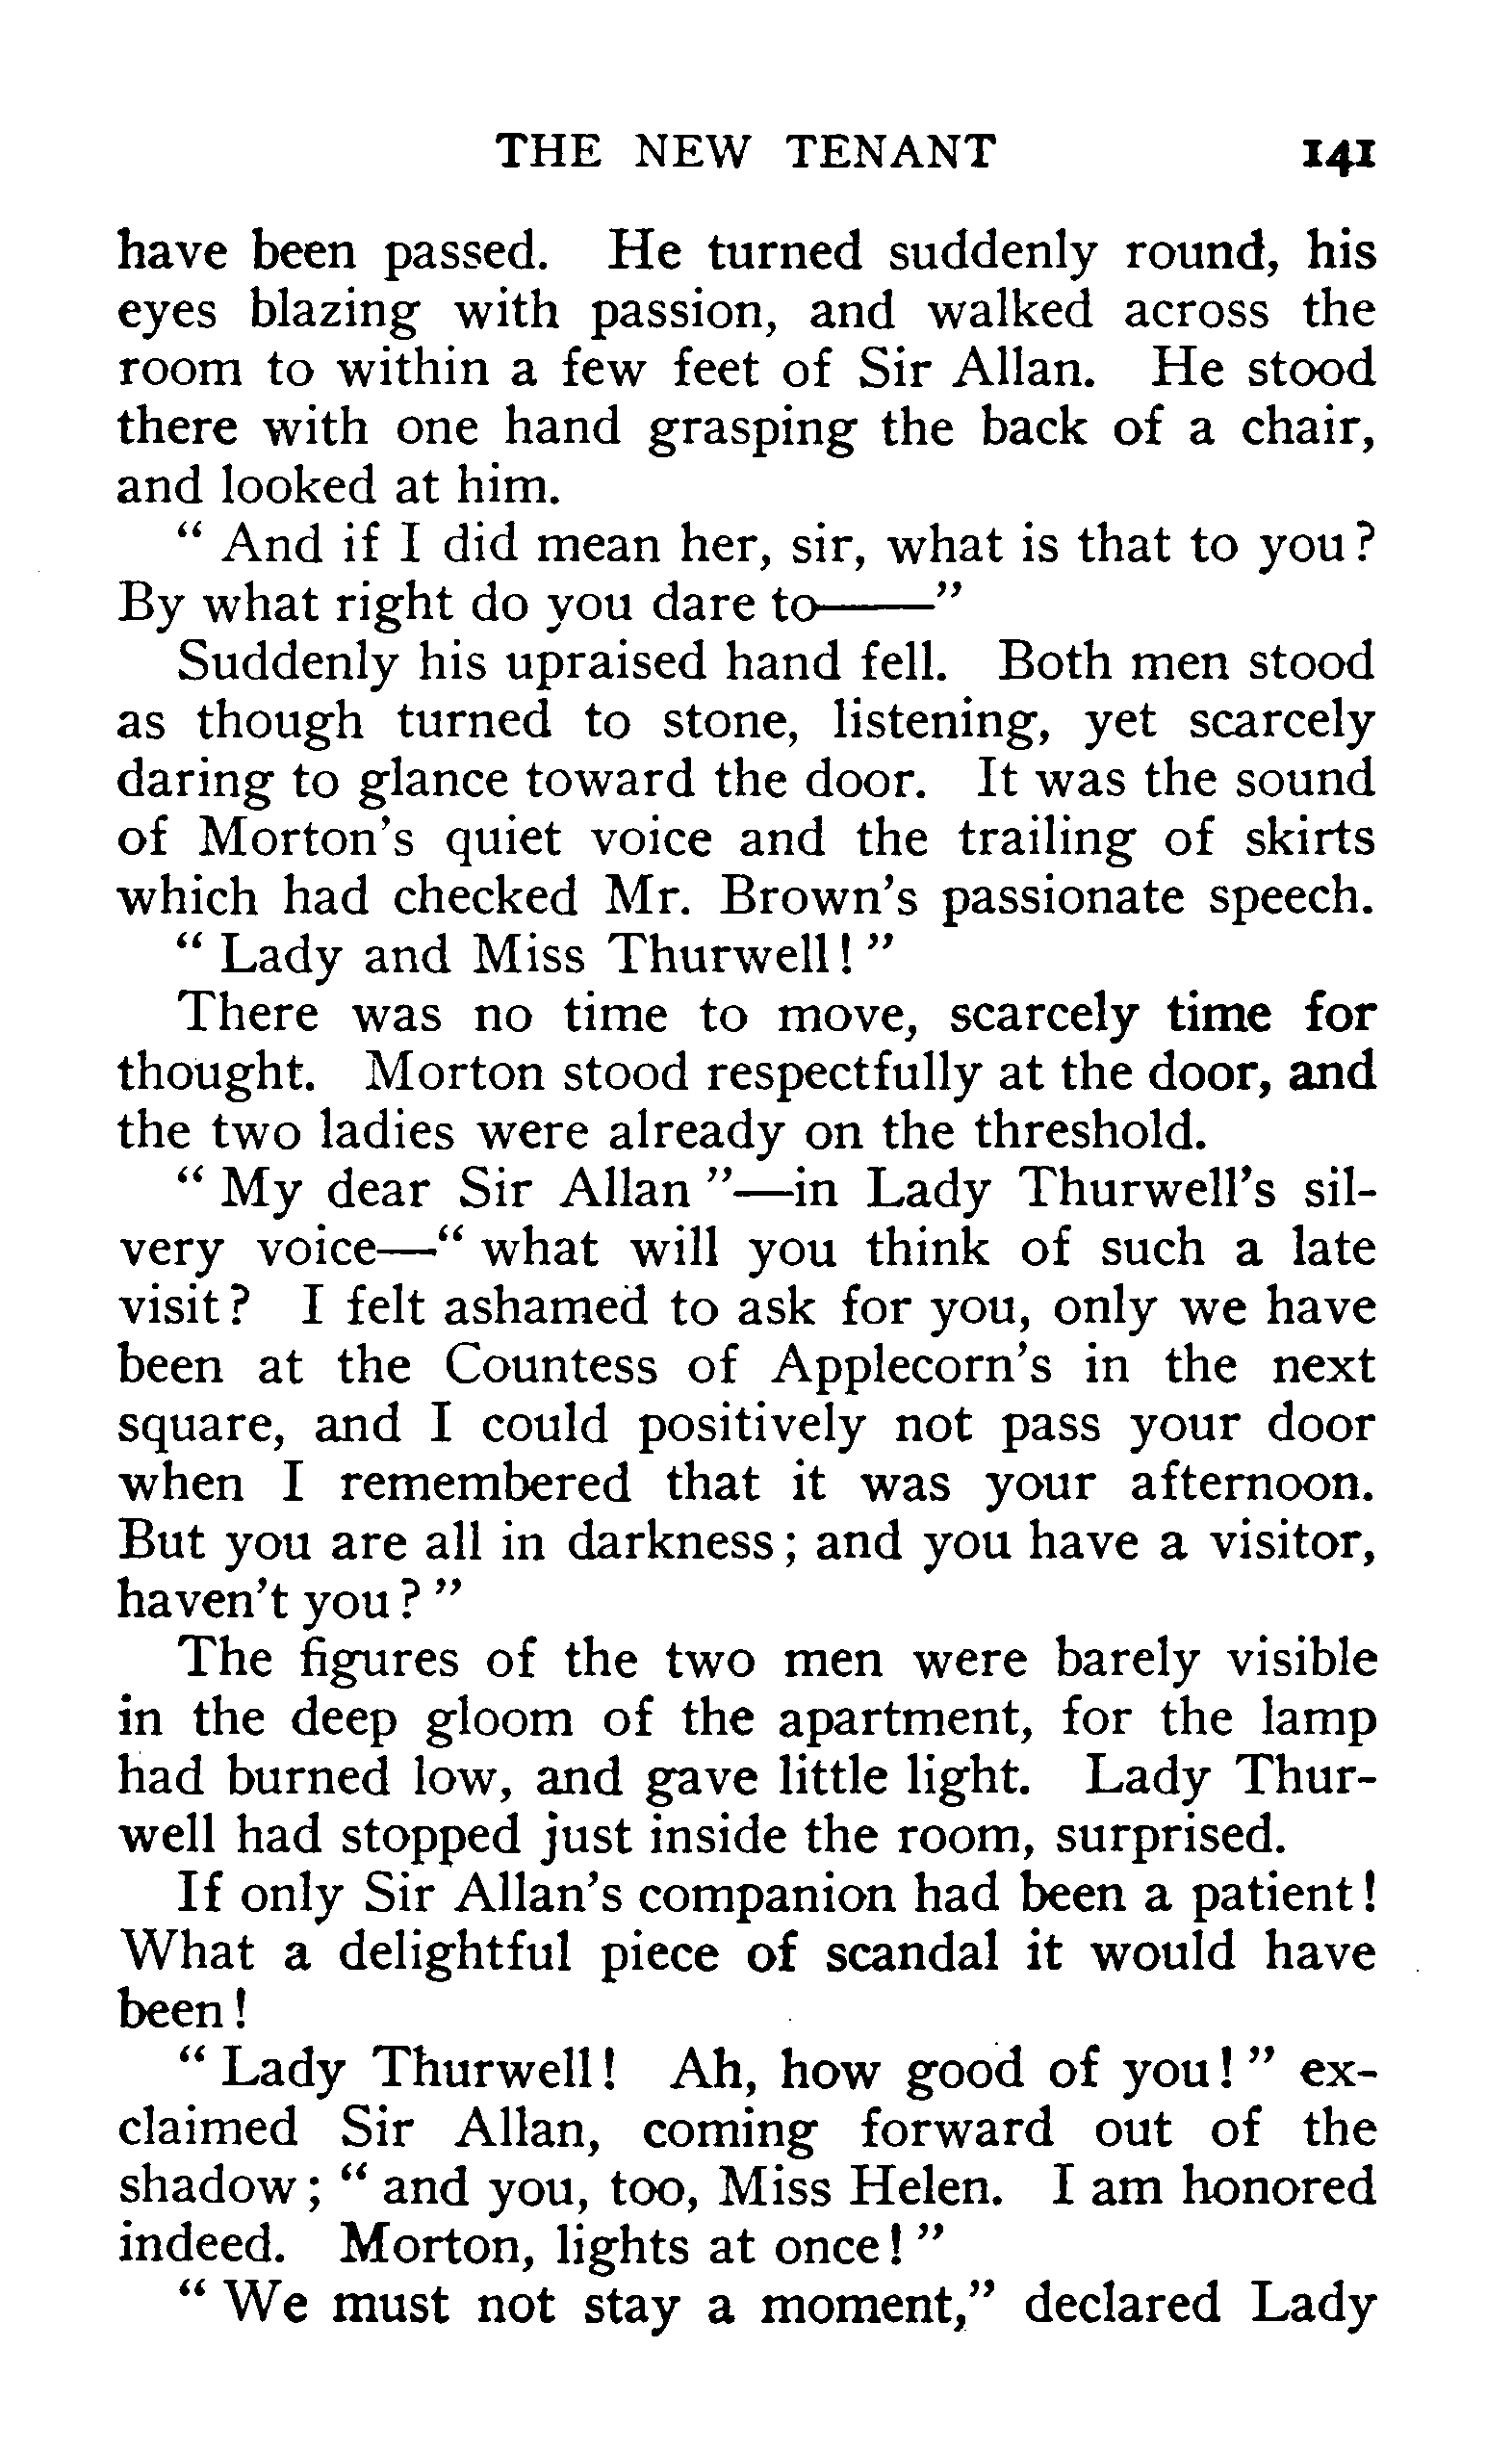 THE NEW TENANT 141
have been passed. He turned suddenly round, his
eyes blazing with passion, and walked across the
room to within a few feet of Sir Allan. He stood
there with one hand grasping the back of a chair,
and looked at him.
“ And if I did mean her, sir, what is that to you?
By what right do you dare to——”
Suddenly his upraised hand fell. Both men stood
as though turned to stone, listening, yet scarcely
daring to glance toward the door. It was the sound
of Morton’s quiet voice and the trailing of skirts
which had checked Mr. Brown’s passionate speech.
“ Lady and Miss Thurwell! ”
There was no time to move, scarcely time for
thought. Morton stood respectfully at the door, and
the two ladies were already on the threshold.
“ My dear Sir Allan ”—in Lady Thurwell’s sil-
very voice—“ what will you think of such a late
visit? I felt ashamed to ask for you, only we have
been at the Countess of Applecorn’s in the next
square, and I could positively not pass your door
when I remembered that it was your afternoon.
But you are all in darkness; and you have a visitor,
haven’t you? ”
The figures of the two men were barely visible
in the deep gloom of the apartment, for the lamp
had burned low, and gave little light. Lady Thur-
well had stopped just inside the room, surprised.
If only Sir Allan’s companion had been a patient!
What a delightful piece of scandal it would have
been!
“ Lady Thurwell! Ah, how good of you! ” ex-
claimed Sir Allan, coming forward out of the
shadow; “ and you, too, Miss Helen. I am honored
indeed. Morton, lights at once! ”
“ We must not stay a moment,” declared Lady